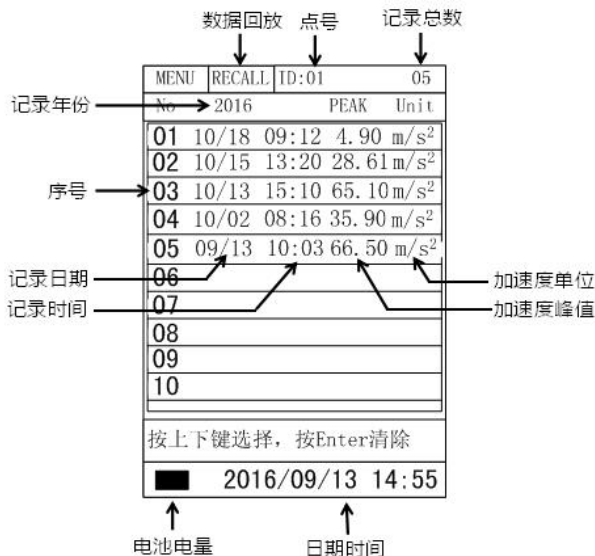 数据回放 点号 记录总数
MENU RECALL ID:01 05
记录年份 No 2016 PEAK Unit
01 10/18 09:12 4.90 m/s²
02 10/15 13:20 28.61 m/s²
序号 03 10/13 15:10 65.10 m/s²
04 10/02 08:16 35.90 m/s²
05 09/13 10:03 66.50 m/s²
记录日期 06 加速度单位
记录时间 07 加速度峰值
08
09
10
按上下键选择，按Enter清除
2016/09/13 14:55
电池电量 日期时间